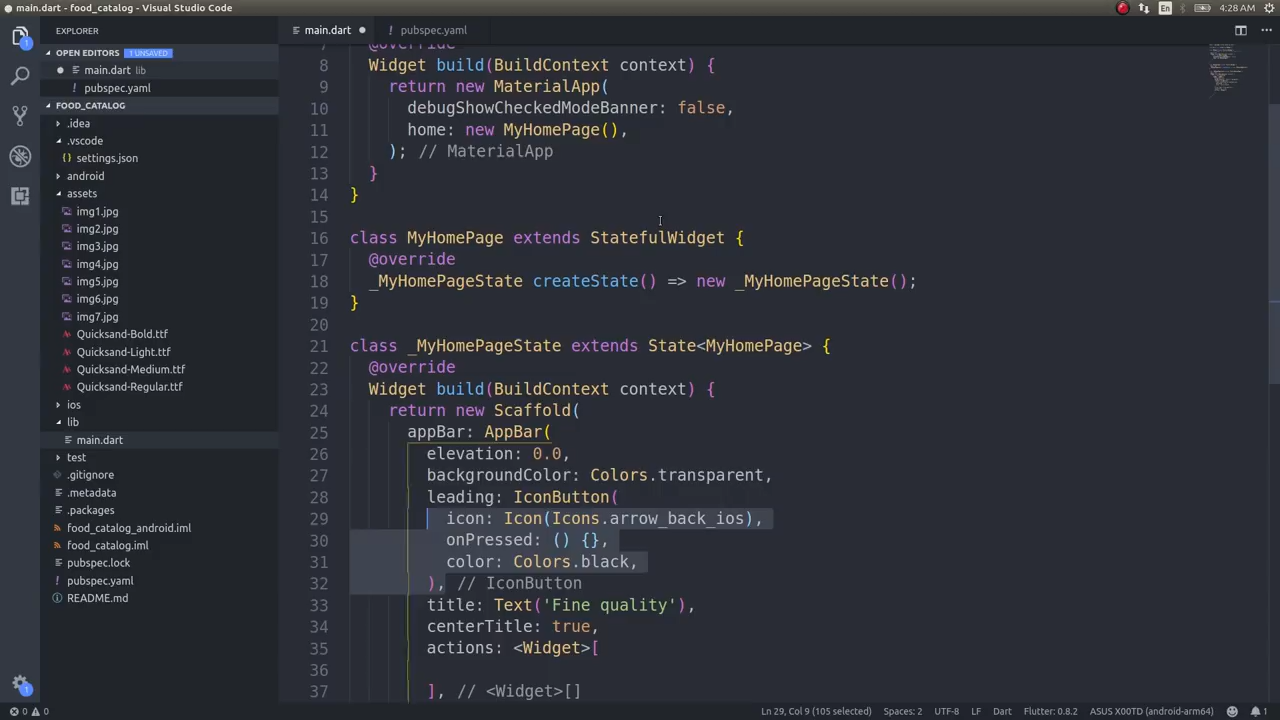 main.dart - food_catalog - Visual Studio Code
En
4:28 AM
EXPLORER
main.dart
pubspec.yaml
OPEN EDITORS 1 UNSAVED
main.dart lib
pubspec.yaml
FOOD_CATALOG
.idea
.vscode
settings.json
android
assets
img1.jpg
img2.jpg
img3.jpg
img4.jpg
img5.jpg
img6.jpg
img7.jpg
Quicksand-Bold.ttf
Quicksand-Light.ttf
Quicksand-Medium.ttf
Quicksand-Regular.ttf
ios
lib
main.dart
test
.gitignore
.metadata
.packages
food_catalog_android.iml
food_catalog.iml
pubspec.lock
pubspec.yaml
README.md
7 @override
8 Widget build(BuildContext context) {
9 return new MaterialApp(
10 debugShowCheckedModeBanner: false,
11 home: new MyHomePage(),
12 ); // MaterialApp
13 }
14 }
15
16 class MyHomePage extends StatefulWidget {
17 @override
18 _MyHomePageState createState() => new _MyHomePageState();
19 }
20
21 class _MyHomePageState extends State<MyHomePage> {
22 @override
23 Widget build(BuildContext context) {
24 return new Scaffold(
25 appBar: AppBar(
26 elevation: 0.0,
27 backgroundColor: Colors.transparent,
28 leading: IconButton(
29 icon: Icon(Icons.arrow_back_ios),
30 onPressed: () {},
31 color: Colors.black,
32 ), // IconButton
33 title: Text('Fine quality'),
34 centerTitle: true,
35 actions: <Widget>[
36
37 ], // <Widget>[]
1
1
0 0
Ln 29, Col 9 (105 selected)
Spaces: 2
UTF-8
LF
Dart
Flutter: 0.8.2
ASUS X00TD (android-arm64)
1